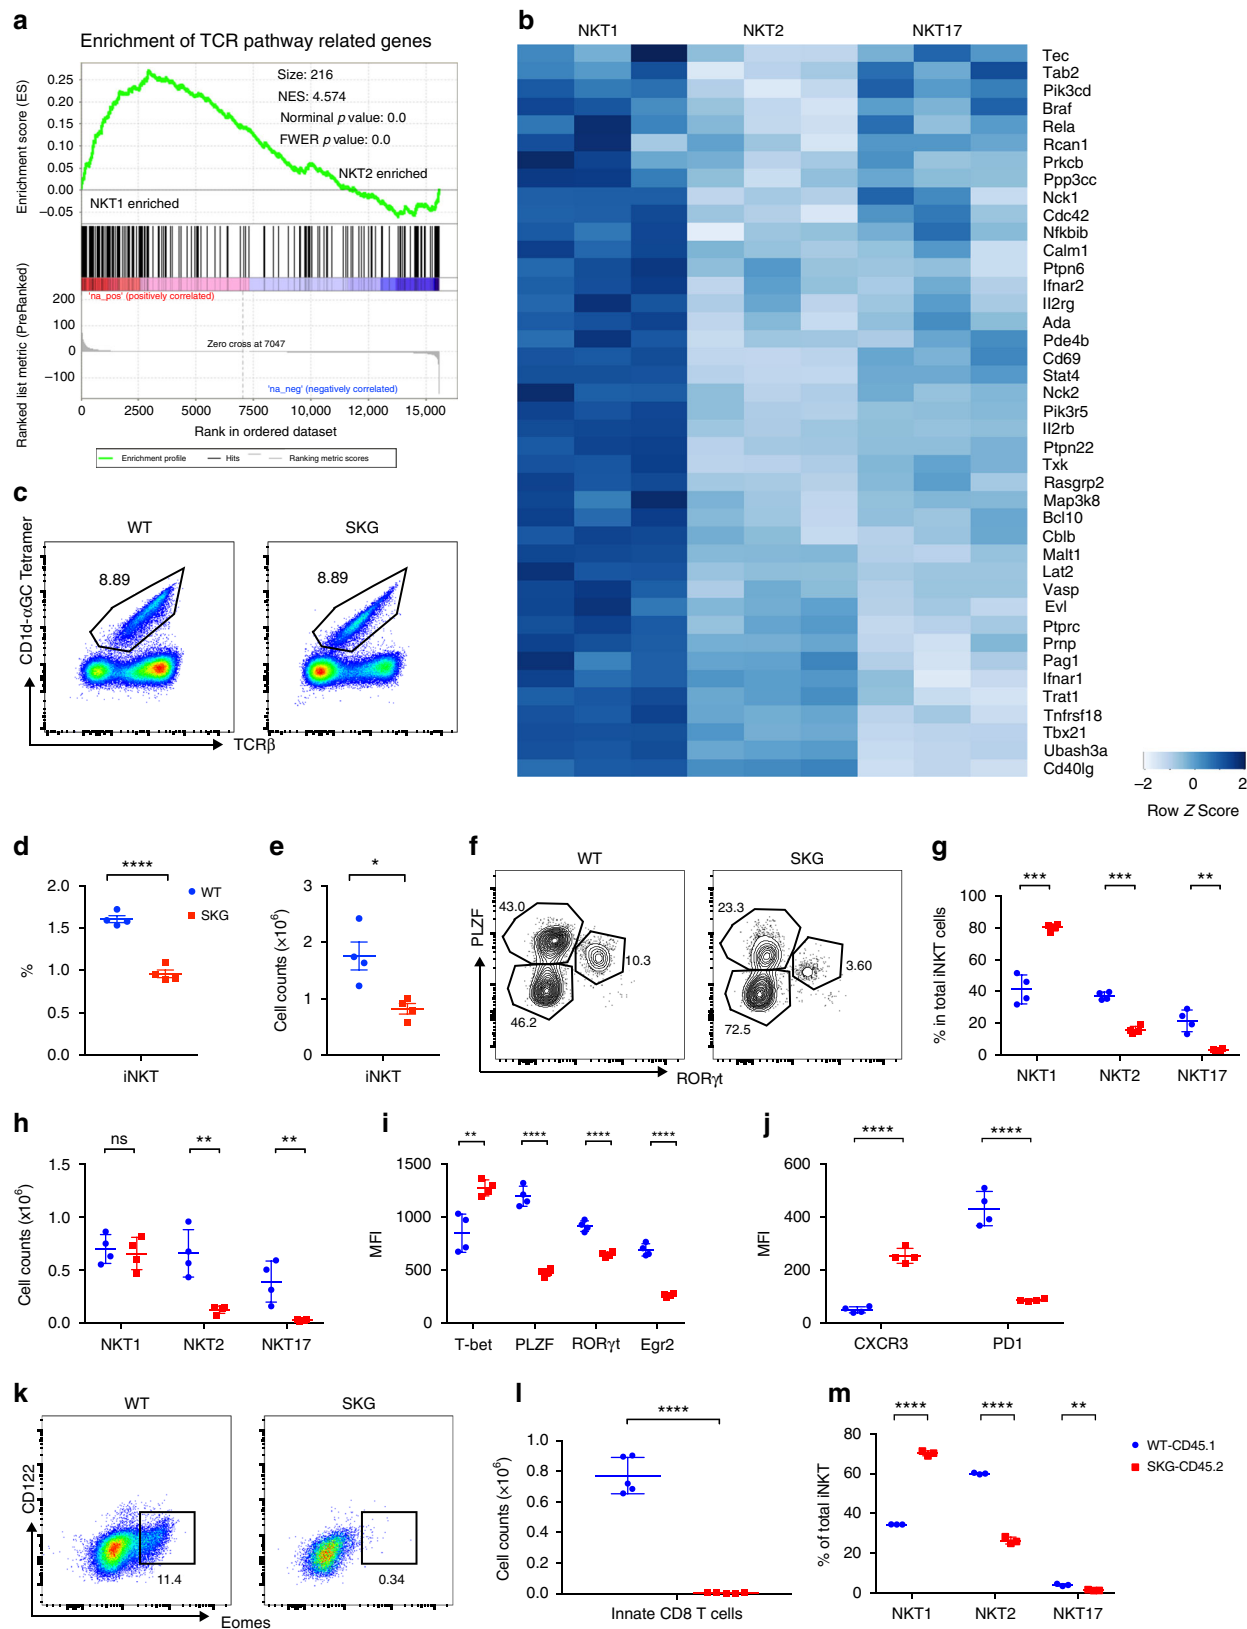 a
Enrichment of TCR pathway related genes
Enrichment score (ES)
0.25
0.20
0.15
0.10
0.05
0.00
−0.05
Size: 216
NES: 4.574
Norminal p value: 0.0
FWER p value: 0.0
NKT2 enriched
NKT1 enriched
Ranked list metric (PreRanked)
200
100
0
−100
'na_pos' (positively correlated)
Zero cross at 7047
'na_neg' (negatively correlated)
0
2500
5000
7500
10,000
12,000
15,000
Rank in ordered dataset
Enrichment profile
Hits
Ranking metric scores
b
NKT1
NKT2
NKT17
Tec
Tab2
Pik3cd
Braf
Rela
Rcan1
Prkcb
Ppp3cc
Nck1
Cdc42
Nfkbib
Calm1
Ptpn6
Ifnar2
Il2rg
Ada
Pde4b
Cd69
Stat4
Nck2
Pik3r5
Il2rb
Ptpn22
Txk
Rasgrp2
Map3k8
Bcl10
Cblb
Malt1
Lat2
Vasp
Evl
Ptprc
Prnp
Pag1
Ifnar1
Trat1
Tnfrsf18
Tbx21
Ubash3a
Cd40lg
−2
0
2
Row Z Score
c
WT
SKG
CD1d-αGC Tetramer
8.89
8.89
TCRβ
d
****
2.0
1.5
1.0
0.5
0.0
%
iNKT
WT
SKG
e
*
3
2
1
0
Cell counts (×10⁶)
iNKT
f
WT
SKG
PLZF
43.0
10.3
46.2
23.3
3.60
72.5
RORγt
g
***
***
**
100
80
60
40
20
0
% in total iNKT cells
NKT1
NKT2
NKT17
h
ns
**
**
1.5
1.0
0.5
0.0
Cell counts (×10⁶)
NKT1
NKT2
NKT17
i
**
****
****
****
1500
1000
500
0
MFI
T-bet
PLZF
RORγt
Egr2
j
****
****
600
400
200
0
MFI
CXCR3
PD1
k
WT
SKG
CD122
11.4
0.34
Eomes
l
****
1.0
0.8
0.6
0.4
0.2
0.0
Cell counts (×10⁶)
Innate CD8 T cells
m
****
****
**
80
60
40
20
0
% of total iNKT
NKT1
NKT2
NKT17
WT-CD45.1
SKG-CD45.2